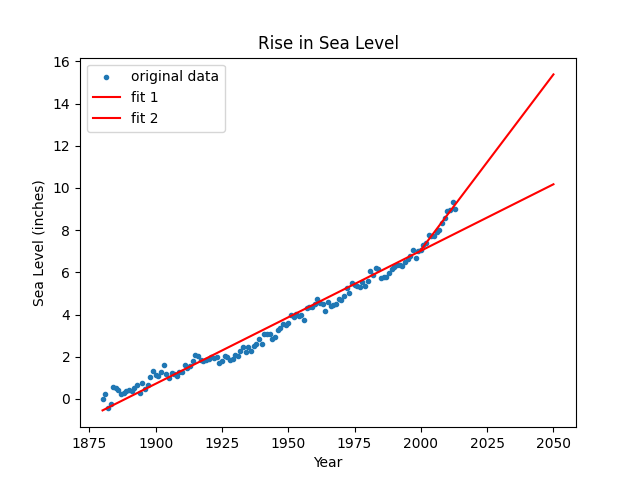 Rise in Sea Level
original data
fit 1
fit 2
16
14
12
10
8
6
4
2
0
Sea Level (inches)
1875 1900 1925 1950 1975 2000 2025 2050
Year